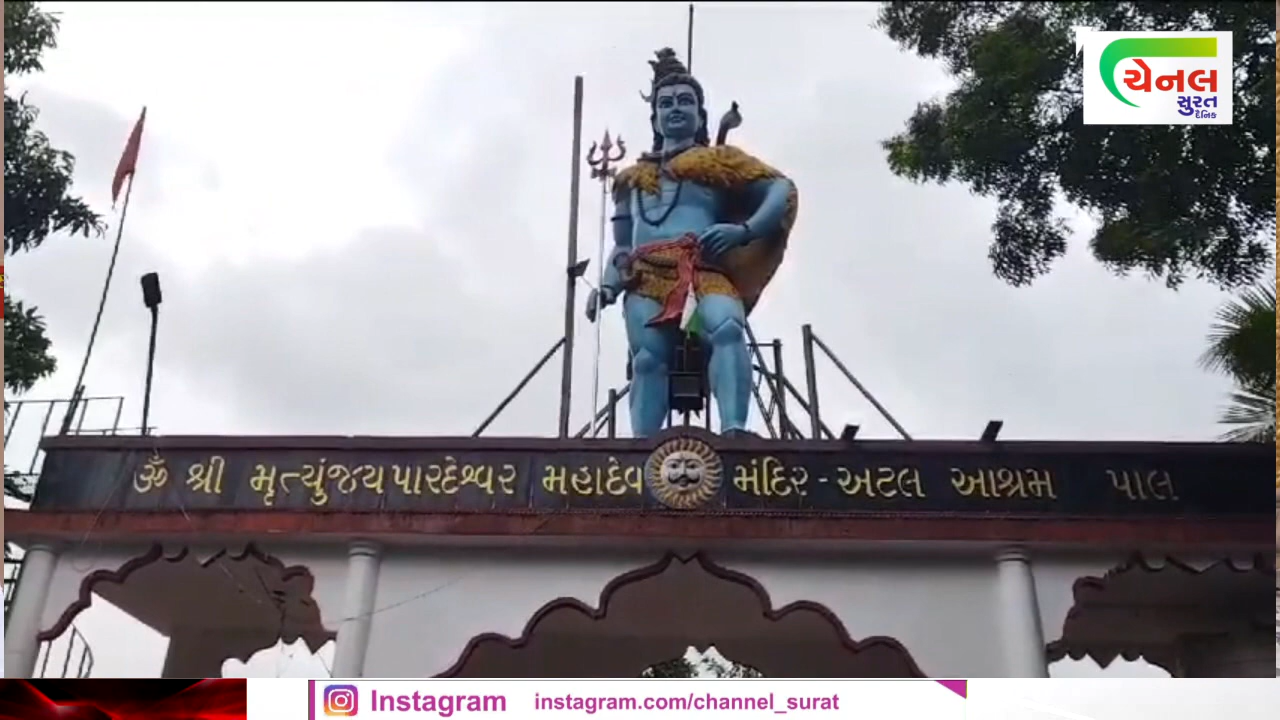 ચેનલ
સુરત
દૈનિક
ૐ શ્રી મૃત્યુંજય પારદેશ્વર મહાદેવ મંદિર - અટલ આશ્રમ પાલ
Instagram instagram.com/channel_surat